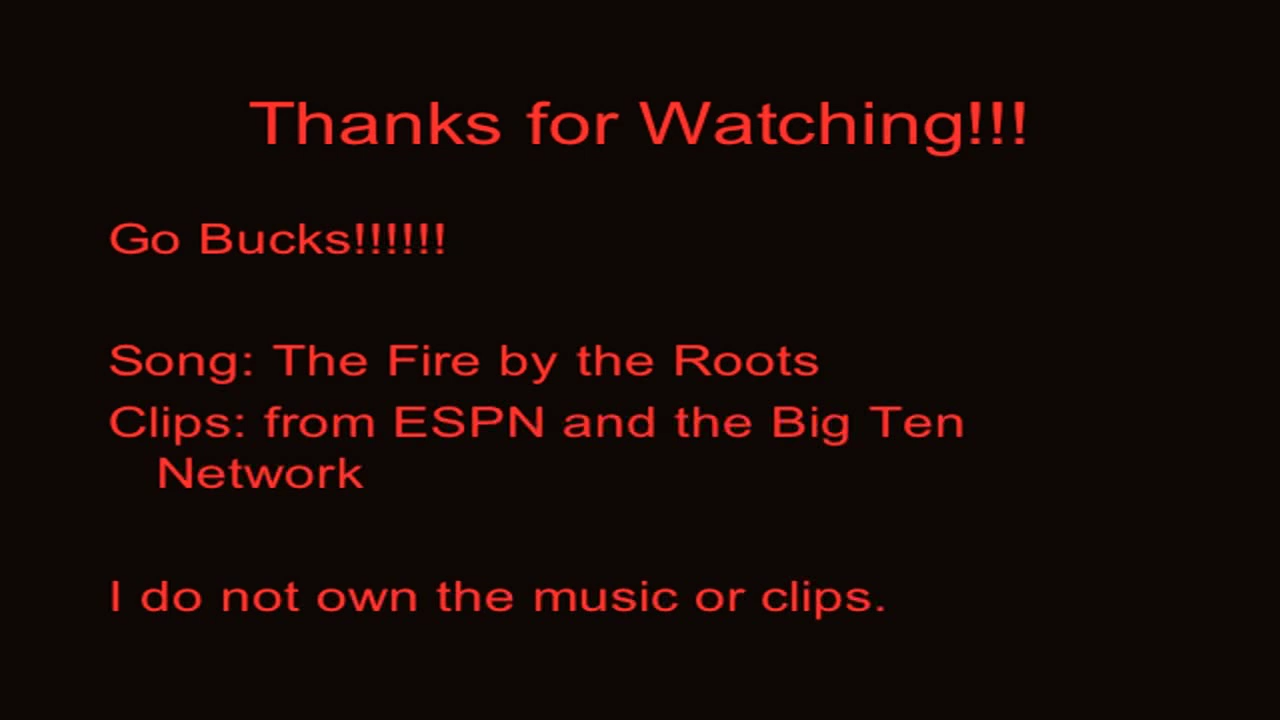 Thanks for Watching!!!
Go Bucks!!!!!!
Song: The Fire by the Roots
Clips: from ESPN and the Big Ten
Network
I do not own the music or clips.